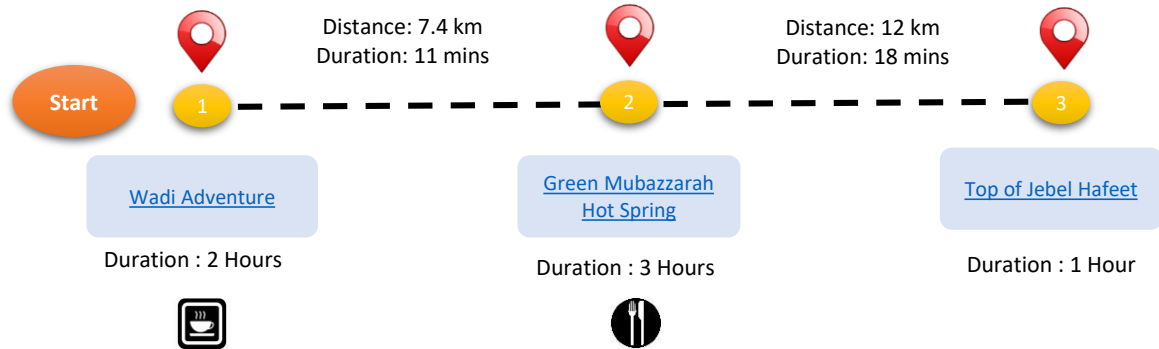 Distance: 7.4 km
Duration: 11 mins
Distance: 12 km
Duration: 18 mins
Start
1
2
3
Wadi Adventure
Green Mubazzarah
Hot Spring
Top of Jebel Hafeet
Duration : 2 Hours
Duration : 3 Hours
Duration : 1 Hour